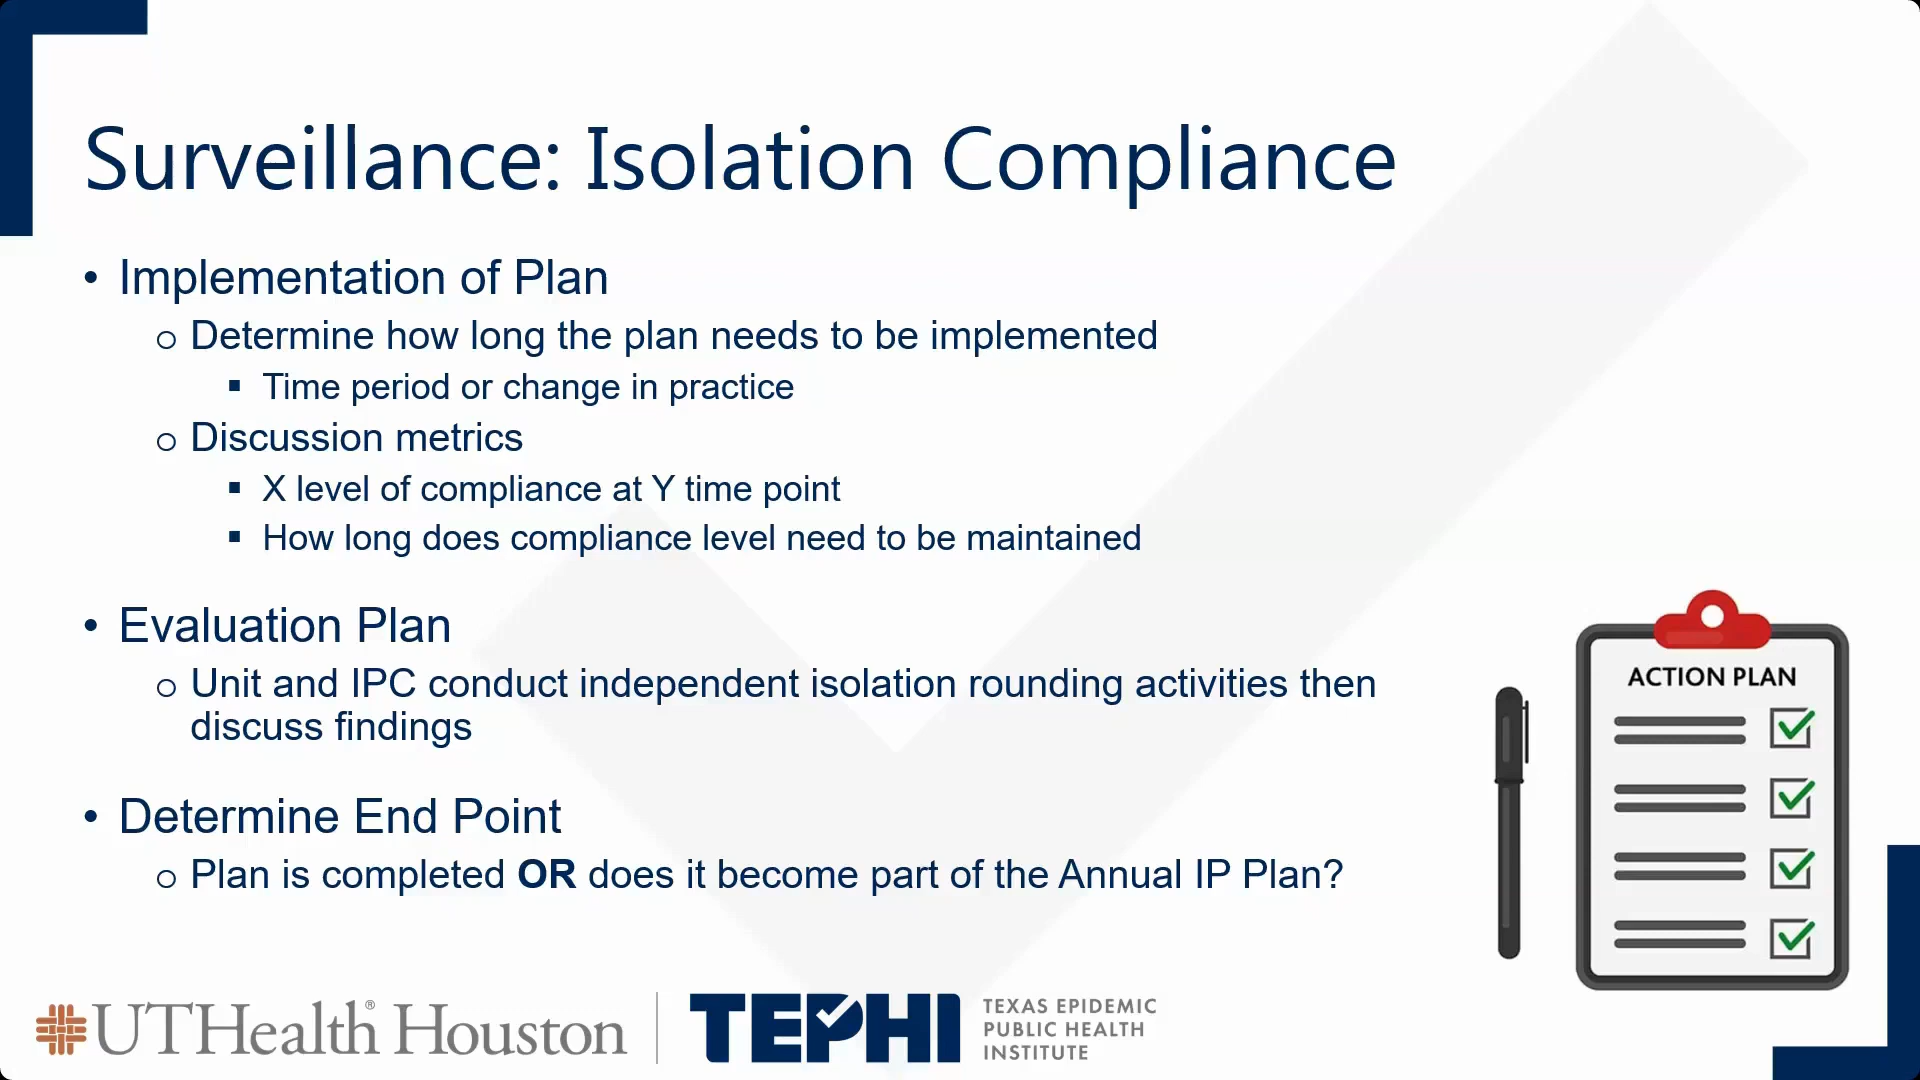 Surveillance: Isolation Compliance
• Implementation of Plan
o Determine how long the plan needs to be implemented
▪ Time period or change in practice
o Discussion metrics
▪ X level of compliance at Y time point
▪ How long does compliance level need to be maintained
• Evaluation Plan
o Unit and IPC conduct independent isolation rounding activities then
discuss findings
• Determine End Point
o Plan is completed OR does it become part of the Annual IP Plan?
ACTION PLAN
UTHealth® Houston
TEPHI
TEXAS EPIDEMIC
PUBLIC HEALTH
INSTITUTE